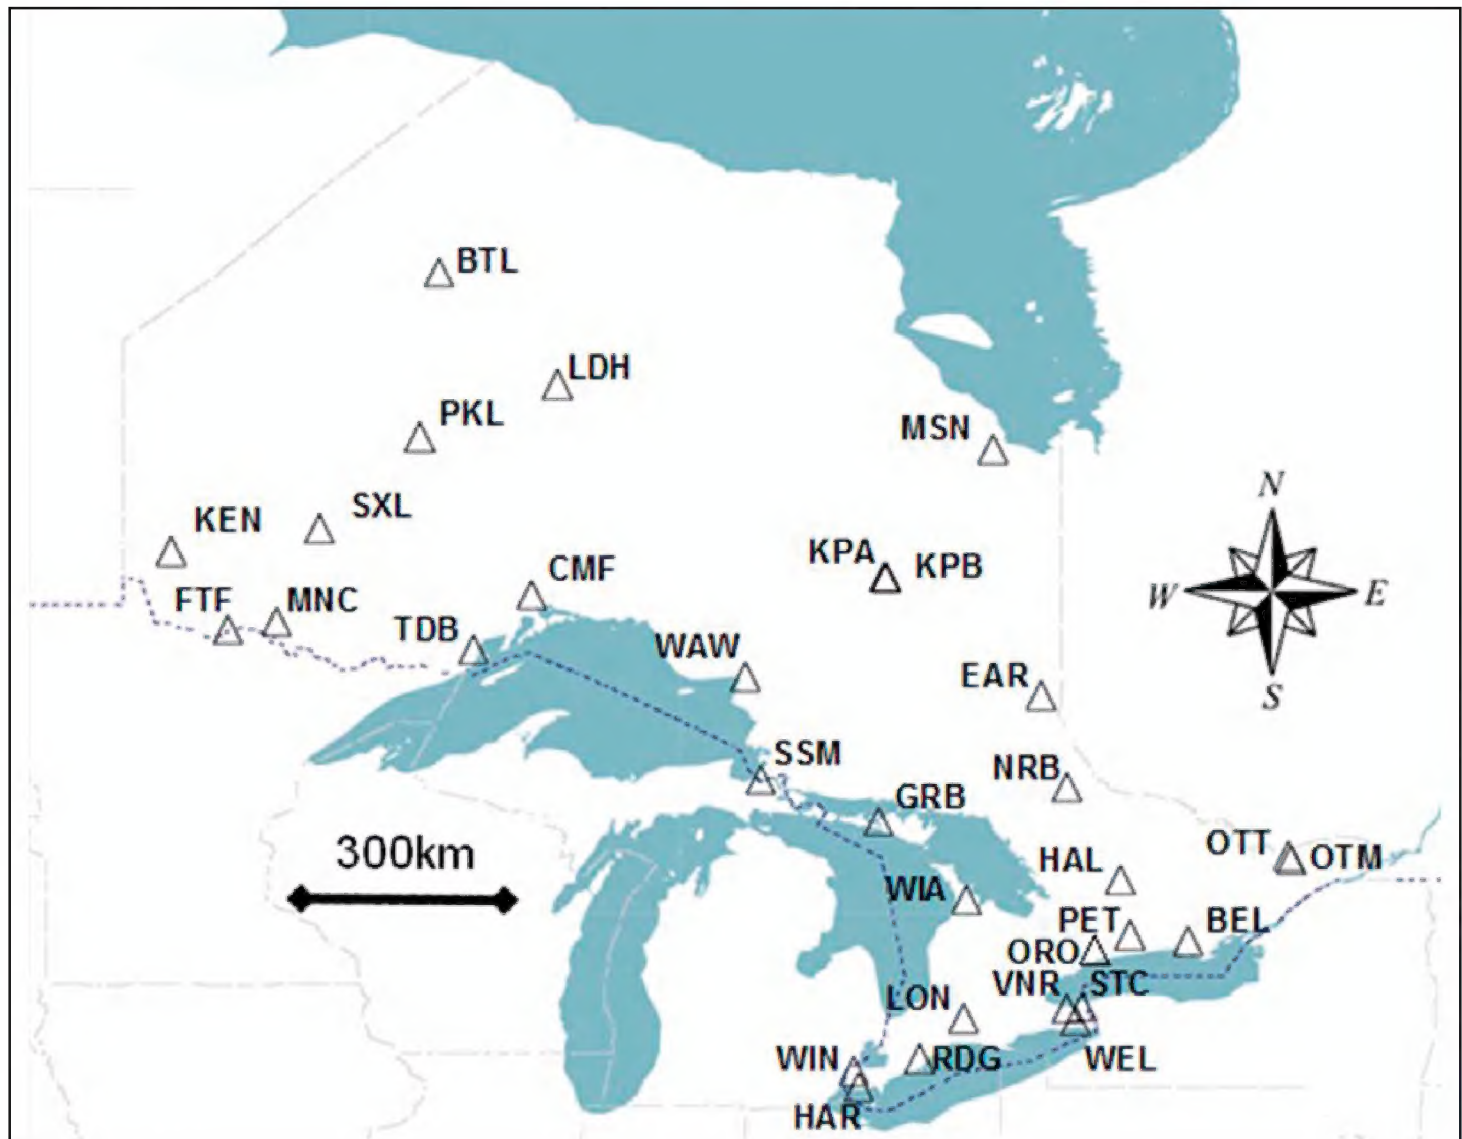 BTL
LDH
PKL
MSN
N
SXL
KEN
KPA
KPB
CMF
W
E
FTF
MNC
TDB
WAW
EAR
S
SSM
NRB
GRB
300km
OTT
OTM
HAL
WIA
PET
BEL
ORO
VNR
STC
LON
WIN
RDG
WEL
HAR